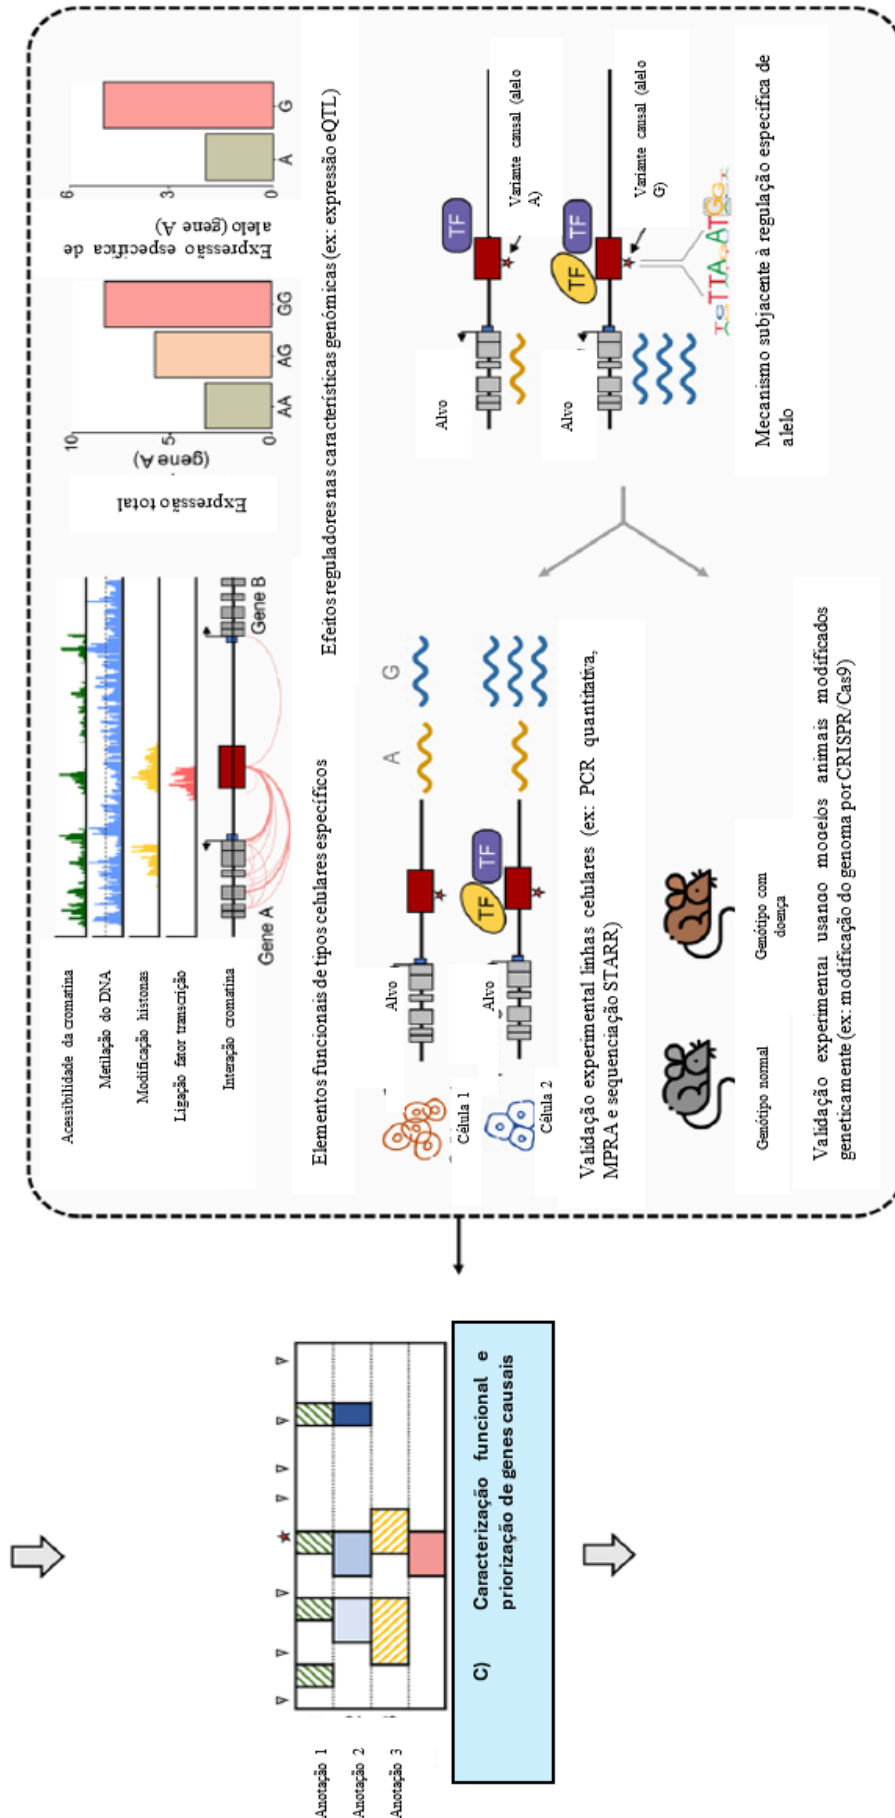 Acessibilidade da cromatina
Metilação do DNA
Modificação histonas
Ligação fator transcrição
Interação cromatina
Gene A
Gene B
Elementos funcionais de tipos celulares específicos
Expressão total
(gene A)
10
5
0
AA
AG
GG
Expressão específica de
alelo (gene A)
6
3
0
A
G
Efeitos reguladores nas características genómicas (ex: expressão eQTL)
Alvo
TF
Variante causal (alelo
A)
Alvo
TF
TF
Variante causal (alelo
G)
Mecanismo subjacente à regulação específica de
alelo
A
G
Célula 1
Alvo
Célula 2
Alvo
TF
TF
Validação experimental linhas celulares (ex: PCR quantitativa,
MPRA e sequenciação STARR)
Genótipo normal
Genótipo com
doença
Validação experimental usando modelos animais modificados
geneticamente (ex: modificação do genoma por CRISPR/Cas9)
Anotação 1
Anotação 2
Anotação 3
C) Caracterização funcional e
priorização de genes causais